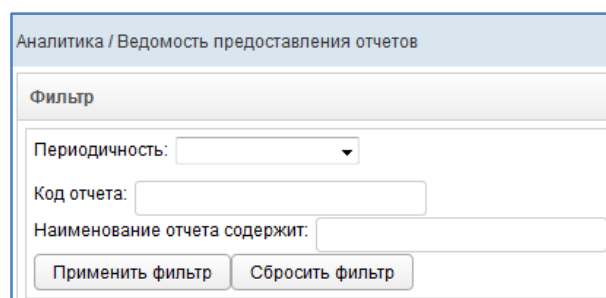 Аналитика / Ведомость предоставления отчетов
Фильтр
Периодичность:
Код отчета:
Наименование отчета содержит:
Применить фильтр Сбросить фильтр